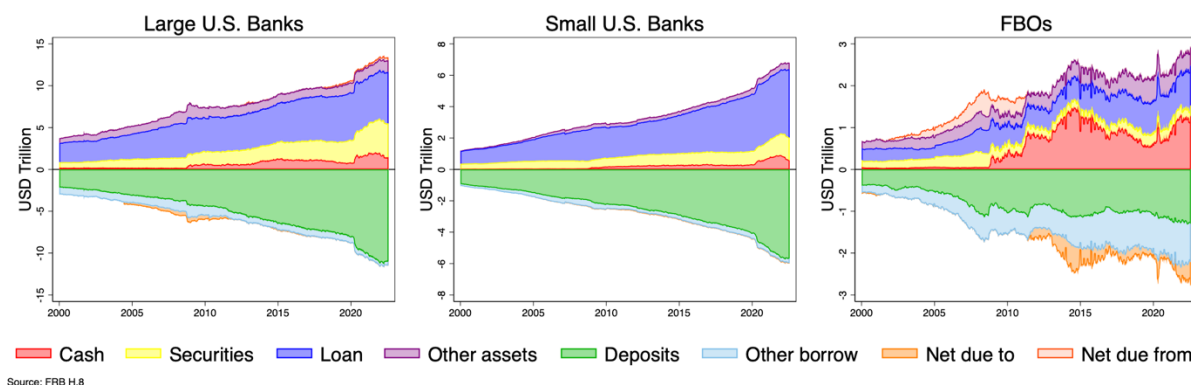 Large U.S. Banks
Small U.S. Banks
FBOs
USD Trillion
15
10
5
0
-5
-10
-15
2000 2005 2010 2015 2020
USD Trillion
8
6
4
2
0
-2
-4
-6
-8
2000 2005 2010 2015 2020
USD Trillion
3
2
1
0
-1
-2
-3
2000 2005 2010 2015 2020
Cash Securities Loan Other assets Deposits Other borrow Net due to Net due from
Source: FRB H.8